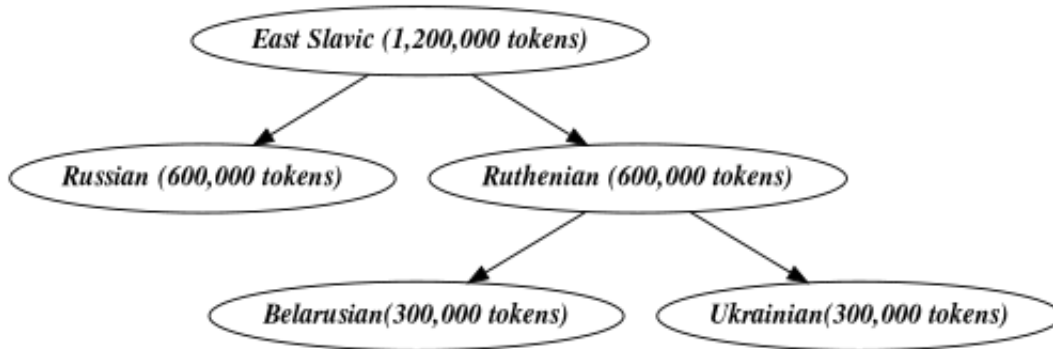 East Slavic (1,200,000 tokens)
Russian (600,000 tokens)
Ruthenian (600,000 tokens)
Belarusian(300,000 tokens)
Ukrainian(300,000 tokens)